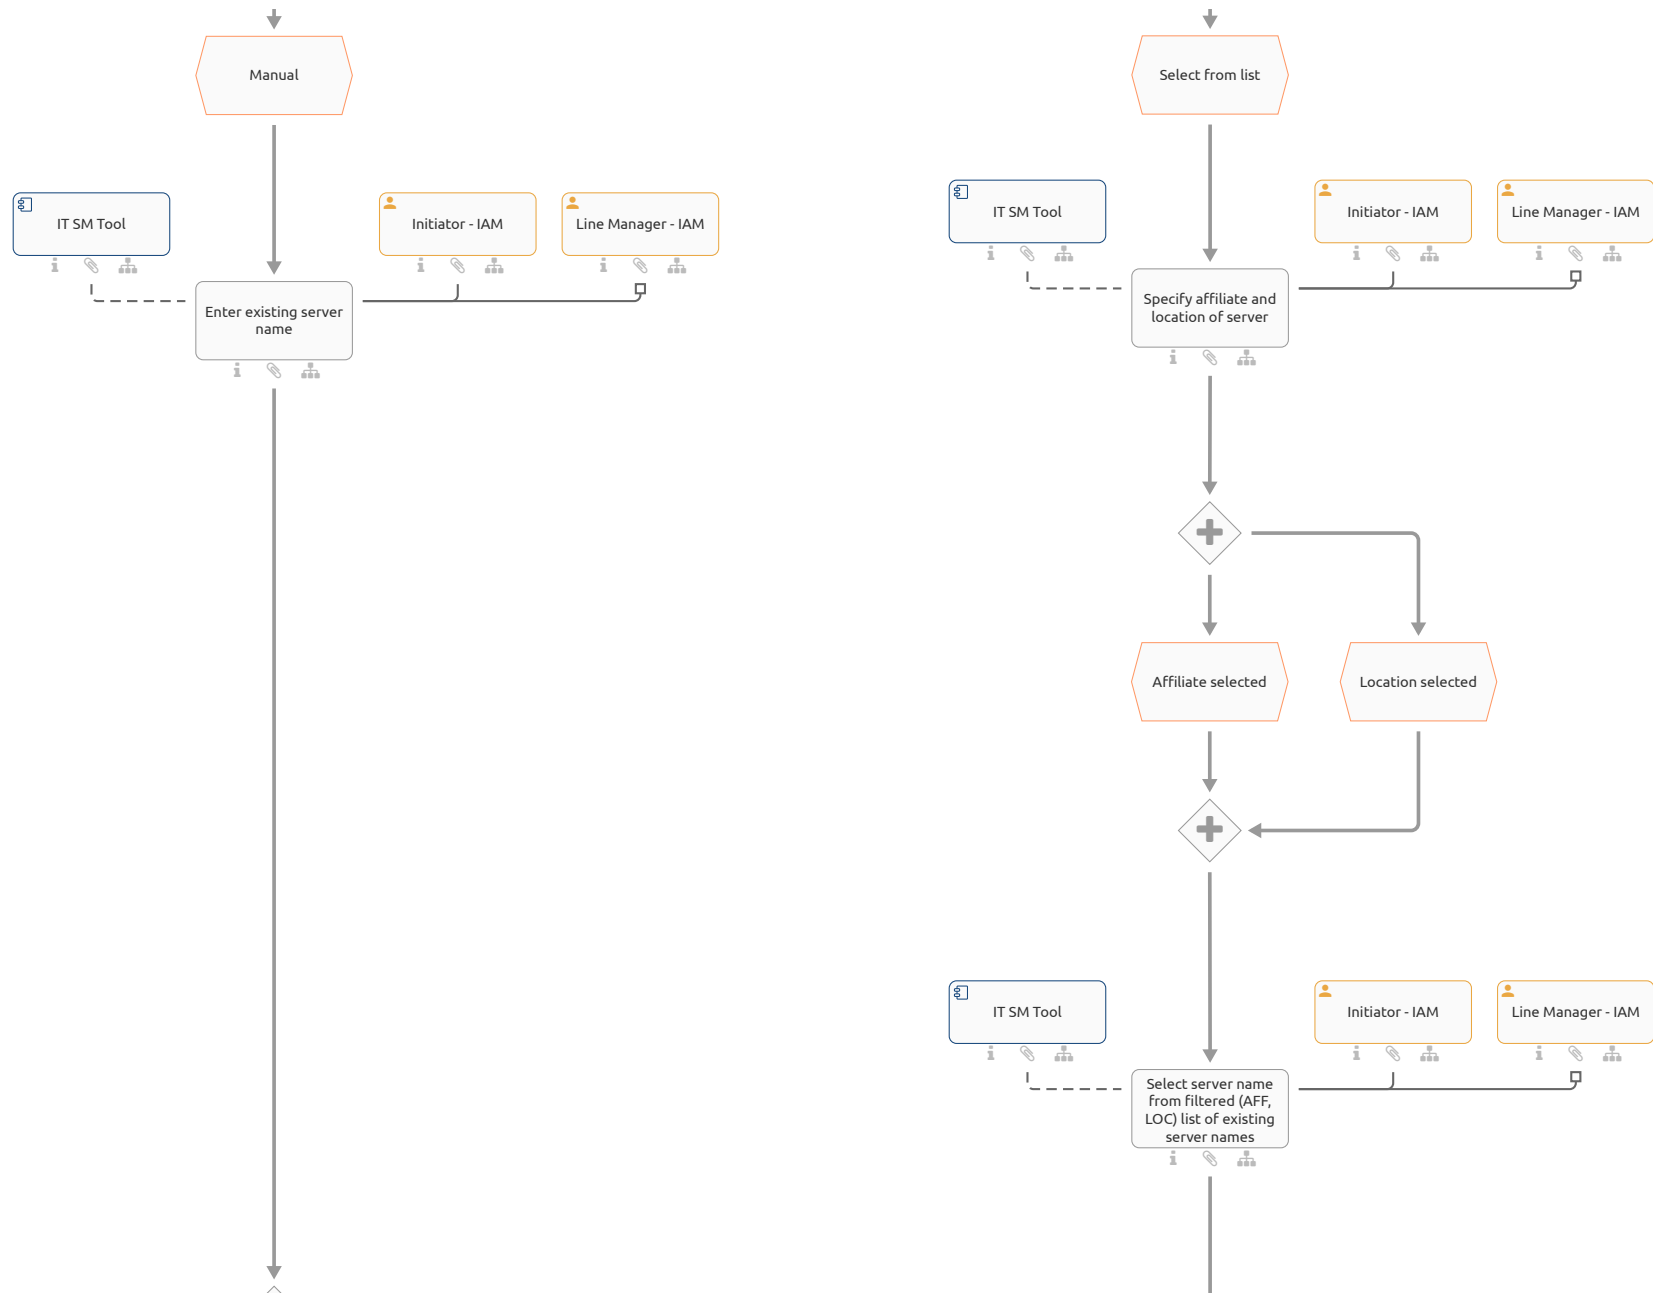 Manual
IT SM Tool
Initiator - IAM
Line Manager - IAM
Enter existing server
name
Select from list
IT SM Tool
Initiator - IAM
Line Manager - IAM
Specify affiliate and
location of server
Affiliate selected
Location selected
IT SM Tool
Initiator - IAM
Line Manager - IAM
Select server name
from filtered (AFF,
LOC) list of existing
server names